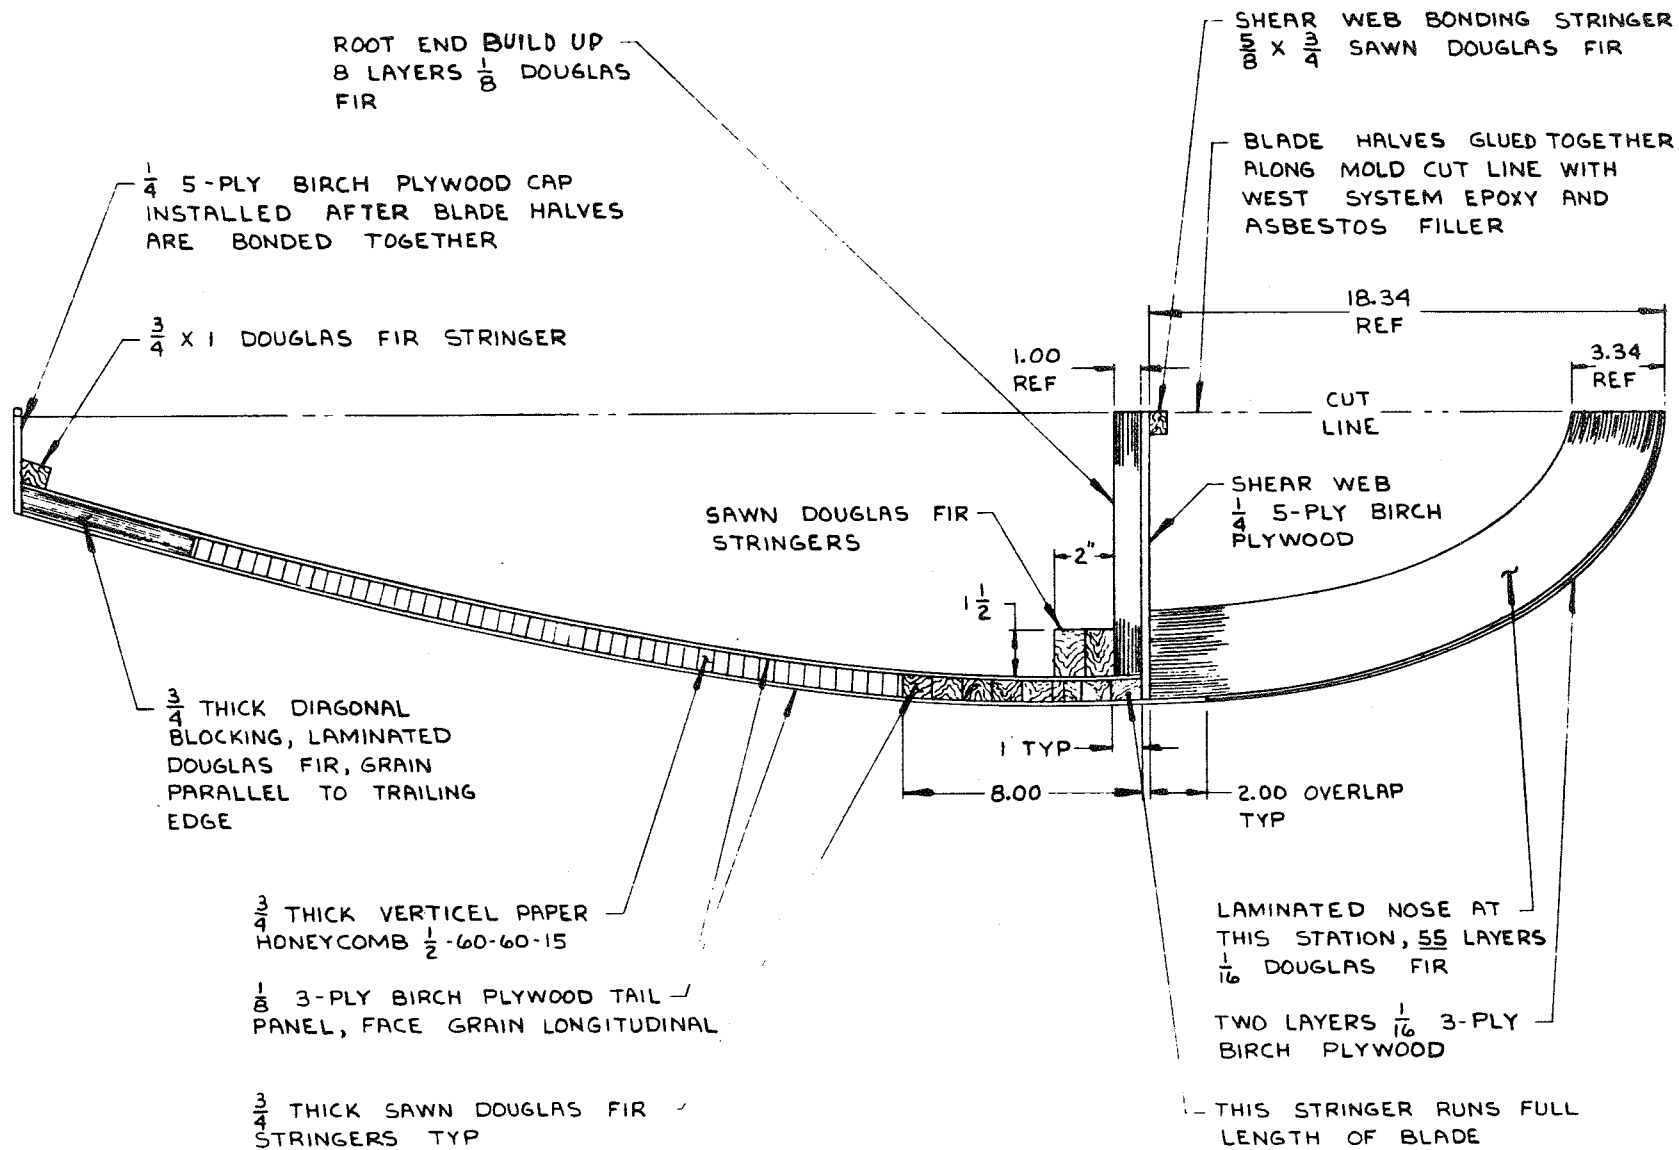 ROOT END BUILD UP
8 LAYERS 1/8 DOUGLAS
FIR
SHEAR WEB BONDING STRINGER
5/8 X 3/4 SAWN DOUGLAS FIR
1/4 5-PLY BIRCH PLYWOOD CAP
INSTALLED AFTER BLADE HALVES
ARE BONDED TOGETHER
BLADE HALVES GLUED TOGETHER
ALONG MOLD CUT LINE WITH
WEST SYSTEM EPOXY AND
ASBESTOS FILLER
3/4 X 1 DOUGLAS FIR STRINGER
18.34
REF
1.00
REF
3.34
REF
CUT
LINE
SAWN DOUGLAS FIR
STRINGERS
2"
1 1/2
SHEAR WEB
1/4 5-PLY BIRCH
PLYWOOD
3/4 THICK DIAGONAL
BLOCKING, LAMINATED
DOUGLAS FIR, GRAIN
PARALLEL TO TRAILING
EDGE
1 TYP
8.00
2.00 OVERLAP
TYP
3/4 THICK VERTICEL PAPER
HONEYCOMB 1/2-60-60-15
1/8 3-PLY BIRCH PLYWOOD TAIL
PANEL, FACE GRAIN LONGITUDINAL
3/4 THICK SAWN DOUGLAS FIR
STRINGERS TYP
LAMINATED NOSE AT
THIS STATION, 55 LAYERS
1/16 DOUGLAS FIR
TWO LAYERS 1/16 3-PLY
BIRCH PLYWOOD
THIS STRINGER RUNS FULL
LENGTH OF BLADE